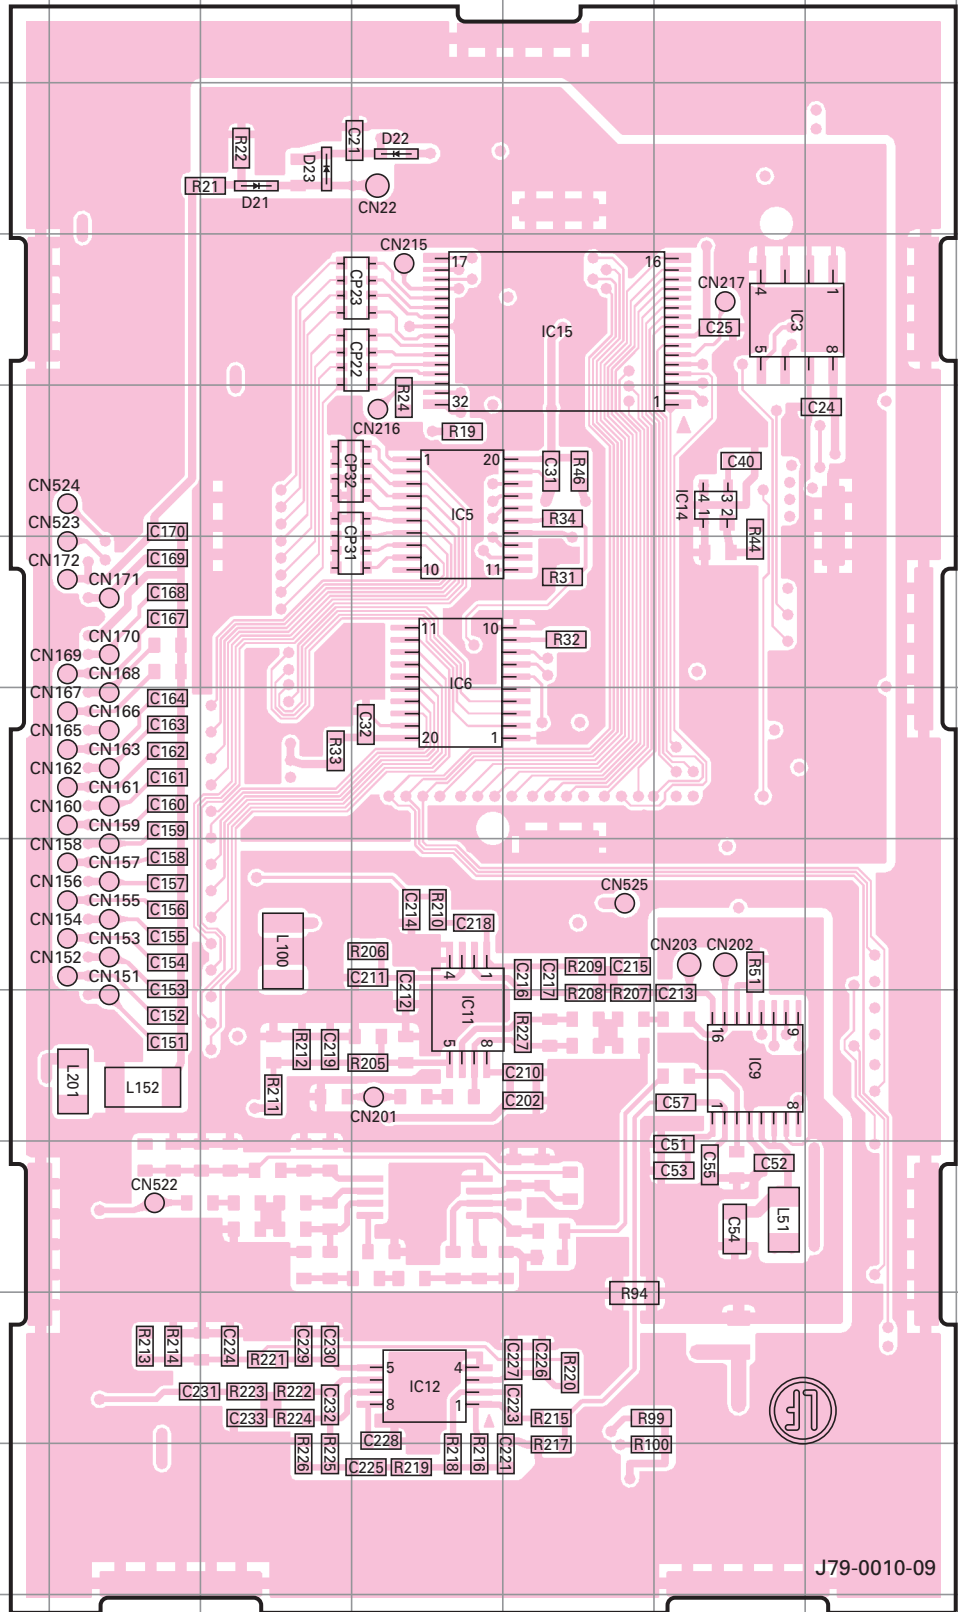 C21
D22
R22
D23
R21
D21
CN22
CN215
17
16
CN217
4
1
CP23
IC15
C25
IC3
CP22
5
8
R24
32
1
C24
CN216
R19
1
20
C40
CP32
C31
R46
CN524
IC14
4
3
1
2
IC5
R34
CN523
C170
R44
CP31
CN172
C169
10
11
R31
CN171
C168
C167
11
10
CN170
R32
CN169
CN168
IC6
CN167
C164
CN166
C32
C163
CN165
20
1
R33
CN163
C162
CN162
C161
CN161
CN160
C160
CN159
C159
CN158
C158
CN157
CN156
C157
CN525
CN155
C156
C214
R210
C218
CN154
CN153
C155
L100
R206
CN203
CN202
CN152
C154
4
1
R209
C215
R51
CN151
C211
C216
C217
C153
C212
R208
R207
C213
C152
IC11
R227
16
9
C151
R212
C219
R205
5
8
IC9
L201
L152
C210
R211
C202
C57
1
8
CN201
C51
C53
C55
C52
CN522
C54
L51
R94
R213
R214
C224
C229
C230
C227
C226
R221
5
4
R220
C231
R223
R222
IC12
C232
8
1
C223
C233
R224
R215
R99
C228
R217
R100
R226
R225
R218
R216
C221
C225
R219
J79-0010-09